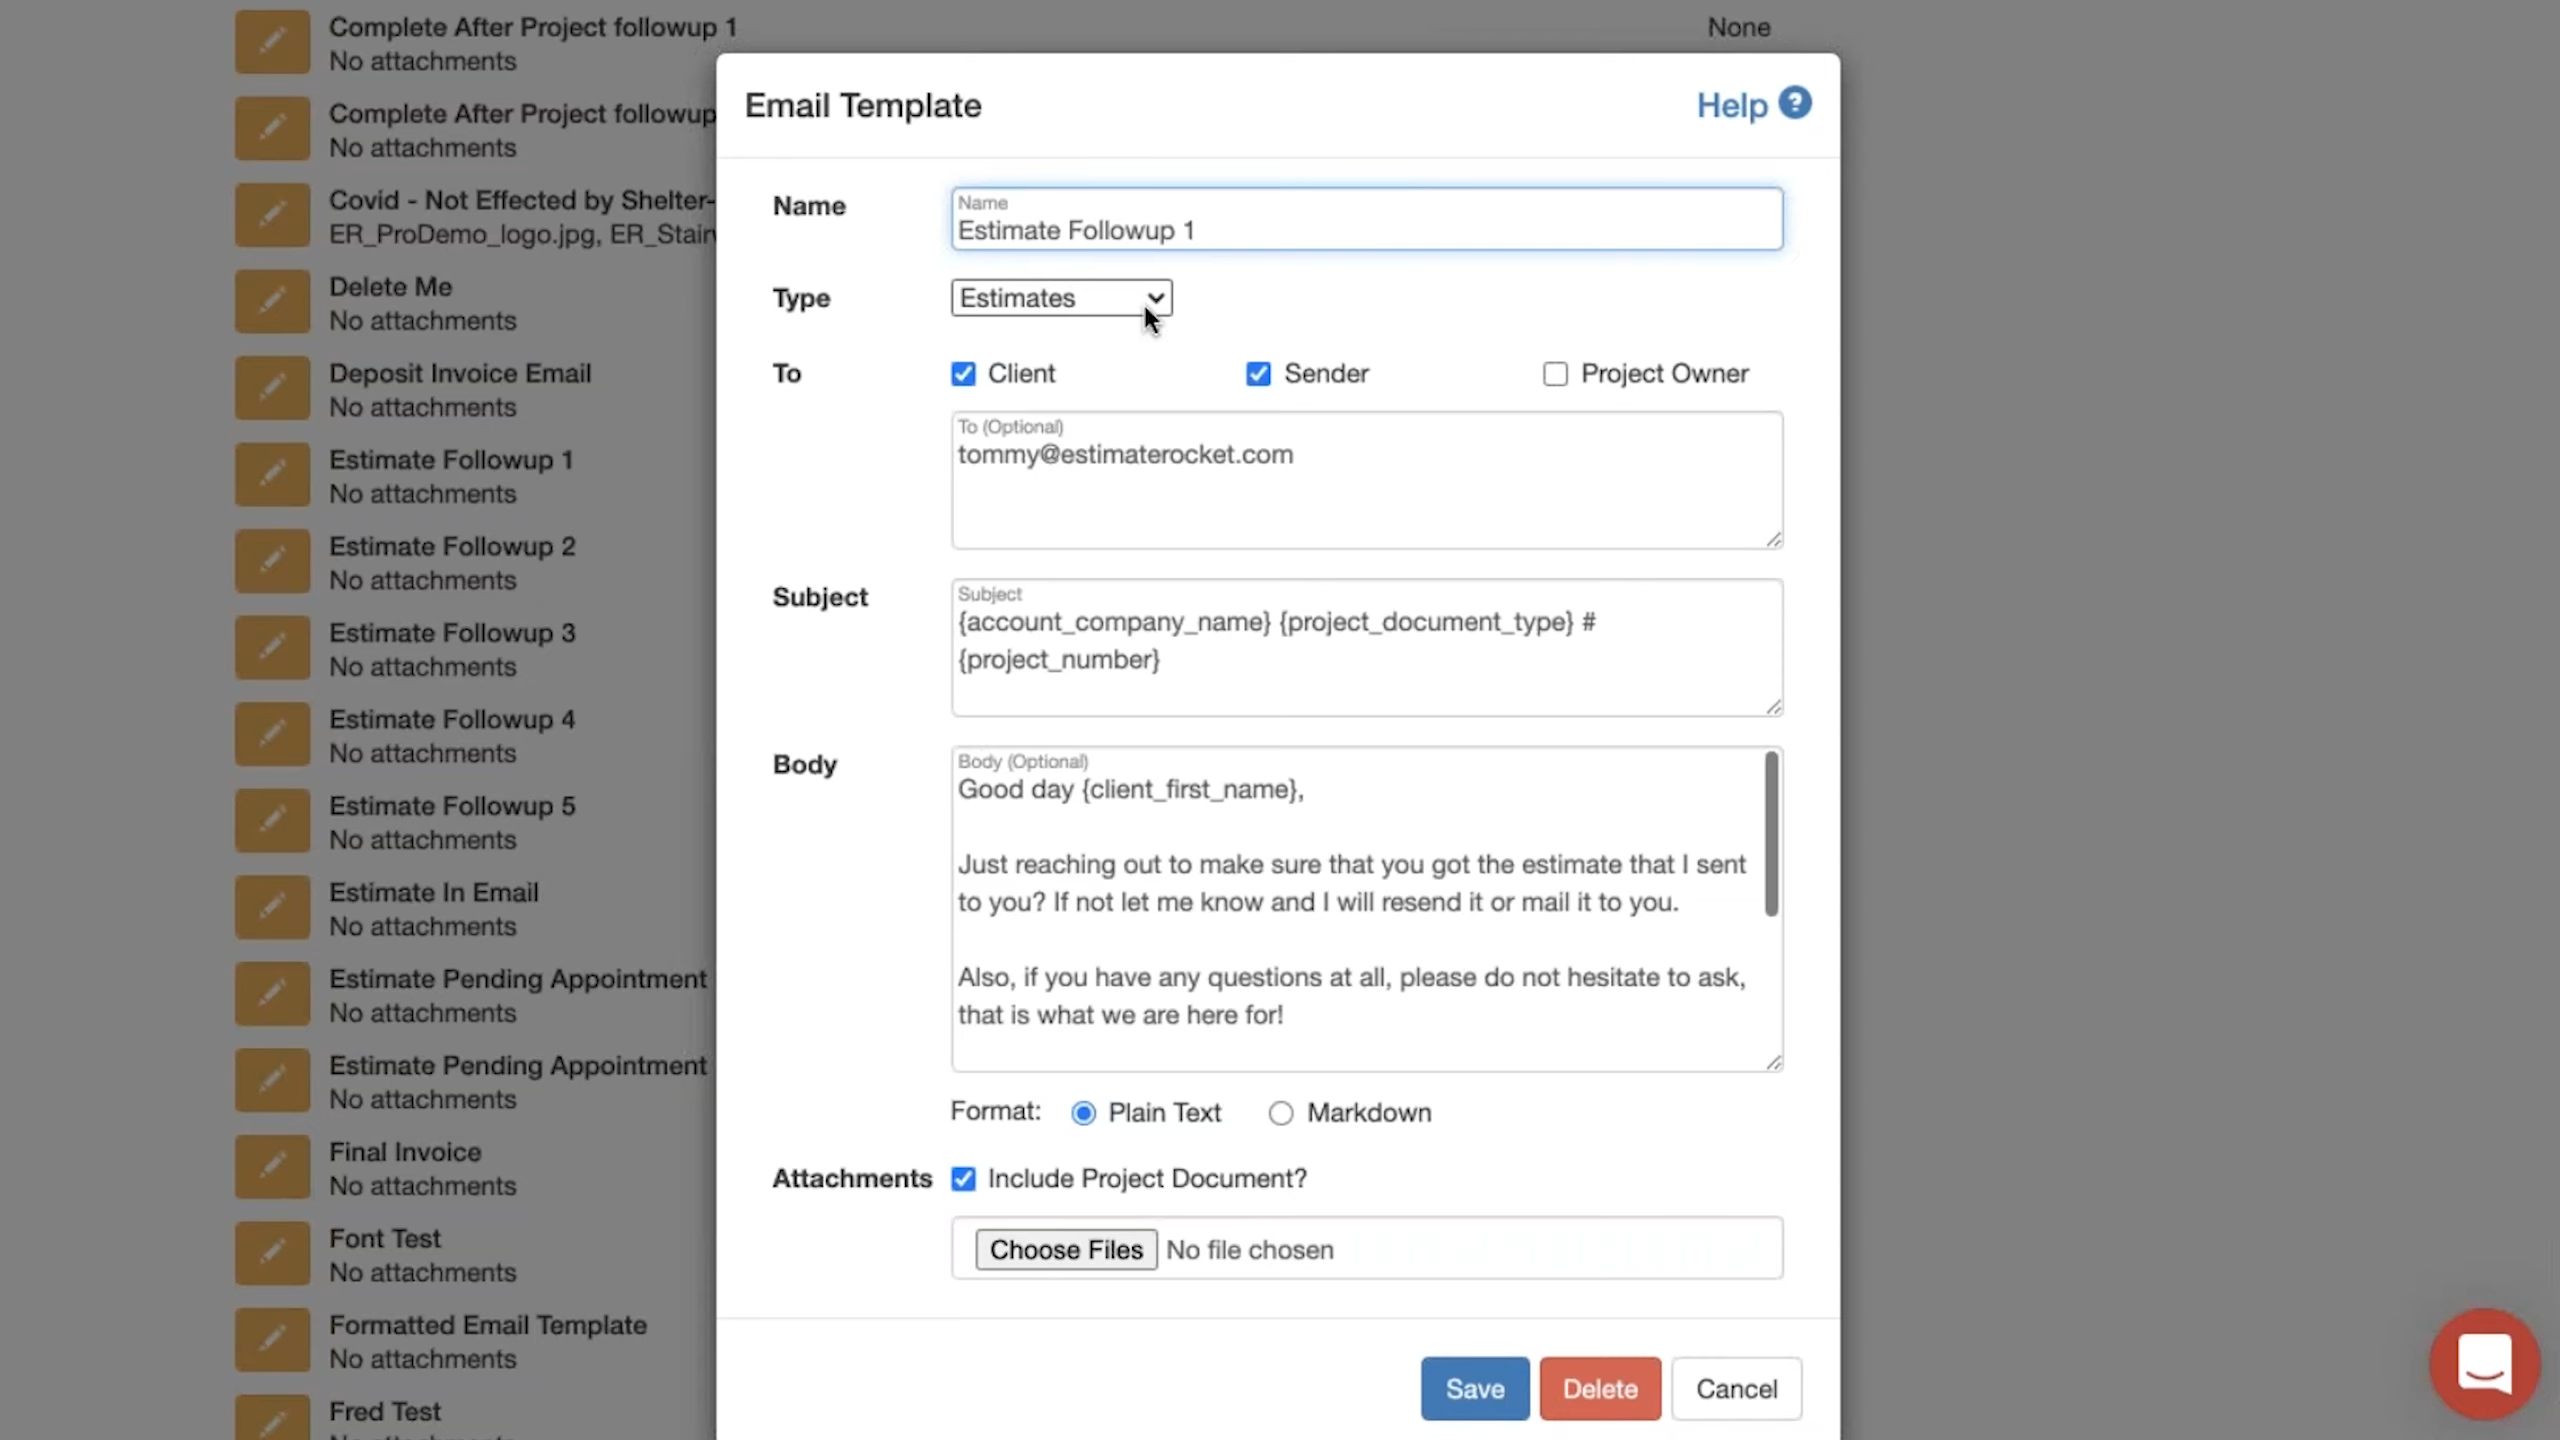 Complete After Project followup 1
None
No attachments
Complete After Project followup
No attachments
Covid - Not Effected by Shelter-
ER_ProDemo_logo.jpg,
Delete Me
No attachments
Deposit Invoice Email
No attachments
Estimate Followup 1
No attachments
Estimate Followup 2
No attachments
Estimate Followup 3
No attachments
Estimate Followup 4
No attachments
Estimate Followup 5
No attachments
Estimate In Email
No attachments
Estimate Pending Appointment
No attachments
Estimate Pending Appointment
No attachments
Final Invoice
No attachments
Font Test
No attachments
Formatted Email Template
No attachments
Fred Test
Email Template
Help ?
Name
Name
Estimate Followup 1
Type
Estimates
To
Client
Sender
Project Owner
To (Optional)
tommy@estimaterocket.com
Subject
Subject
{account_company_name} {project_document_type} #
{project_number}
Body
Body (Optional)
Good day {client_first_name},
Just reaching out to make sure that you got the estimate that I sent
to you? If not let me know and I will resend it or mail it to you.
Also, if you have any questions at all, please do not hesitate to ask,
that is what we are here for!
Format:
Plain Text
Markdown
Attachments
Include Project Document?
Choose Files
No file chosen
Save
Delete
Cancel